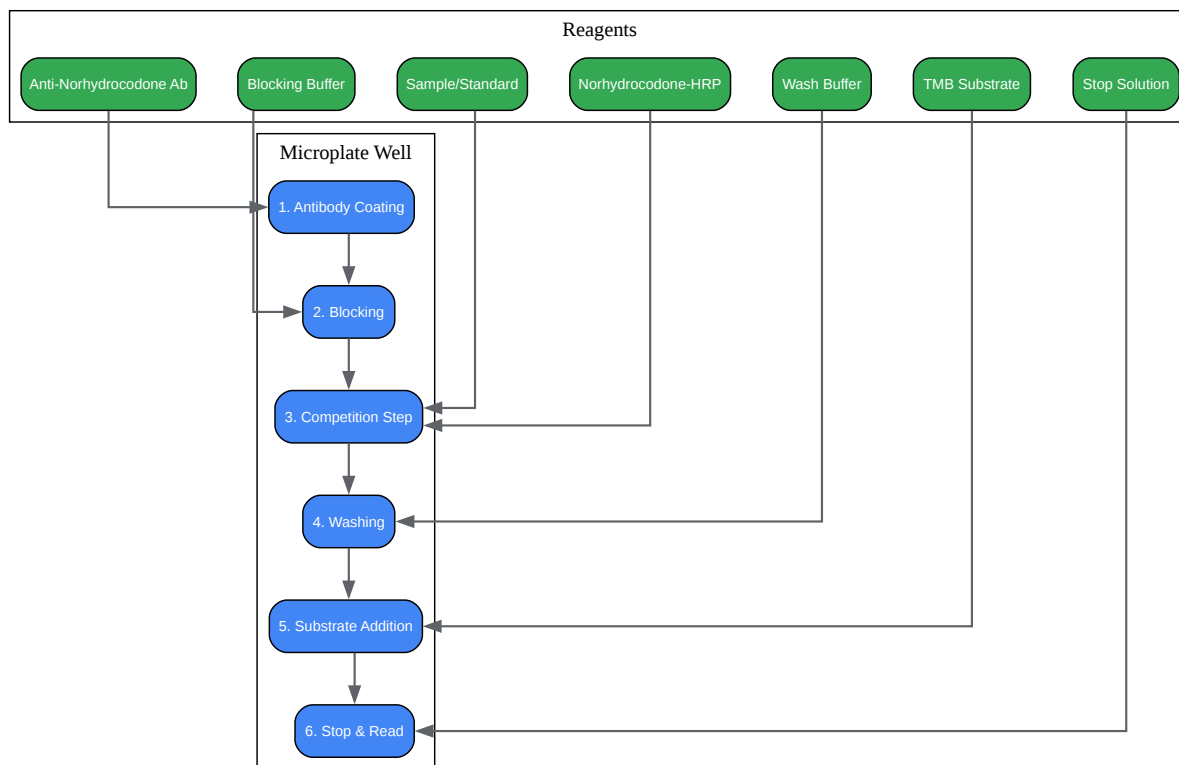 Reagents
Anti-Norhydrocodone Ab
Blocking Buffer
Sample/Standard
Norhydrocodone-HRP
Wash Buffer
TMB Substrate
Stop Solution
Microplate Well
1. Antibody Coating
2. Blocking
3. Competition Step
4. Washing
5. Substrate Addition
6. Stop & Read